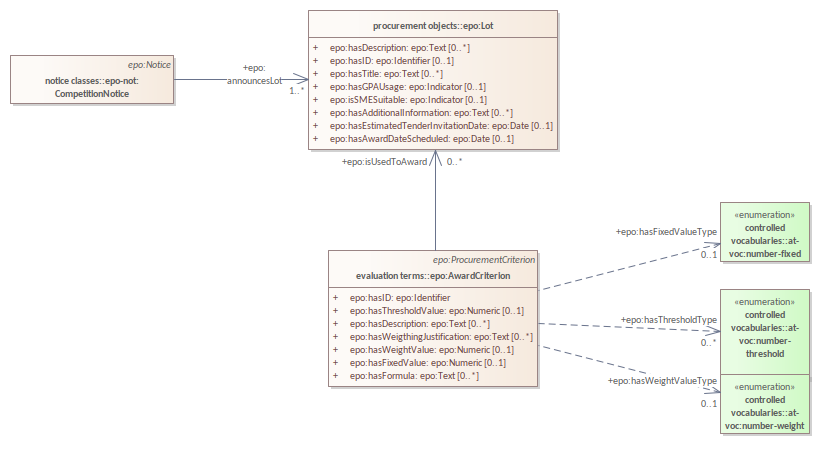 procurement objects::epo:Lot
+ epo:hasDescription: epo:Text [0..*]
+ epo:hasID: epo:Identifier [0..1]
+ epo:hasTitle: epo:Text [0..*]
+ epo:hasGPAUsage: epo:Indicator [0..1]
+ epo:isSMESuitable: epo:Indicator [0..1]
+ epo:hasAdditionalInformation: epo:Text [0..*]
+ epo:hasEstimatedTenderInvitationDate: epo:Date [0..1]
+ epo:hasAwardDateScheduled: epo:Date [0..1]
epo:Notice
notice classes::epo-not:
CompetitionNotice
+epo:
announcesLot
1..*
+epo:isUsedToAward
0..*
epo:ProcurementCriterion
evaluation terms::epo:AwardCriterion
+ epo:hasID: epo:Identifier
+ epo:hasThresholdValue: epo:Numeric [0..1]
+ epo:hasDescription: epo:Text [0..*]
+ epo:hasWeigthingJustification: epo:Text [0..*]
+ epo:hasWeightValue: epo:Numeric [0..1]
+ epo:hasFixedValue: epo:Numeric [0..1]
+ epo:hasFormula: epo:Text [0..*]
+epo:hasFixedValueType
0..1
«enumeration»
controlled
vocabularies::at-
voc:number-fixed
+epo:hasThresholdType
0..*
«enumeration»
controlled
vocabularies::at-
voc:number-
threshold
+epo:hasWeightValueType
0..1
«enumeration»
controlled
vocabularies::at-
voc:number-weight